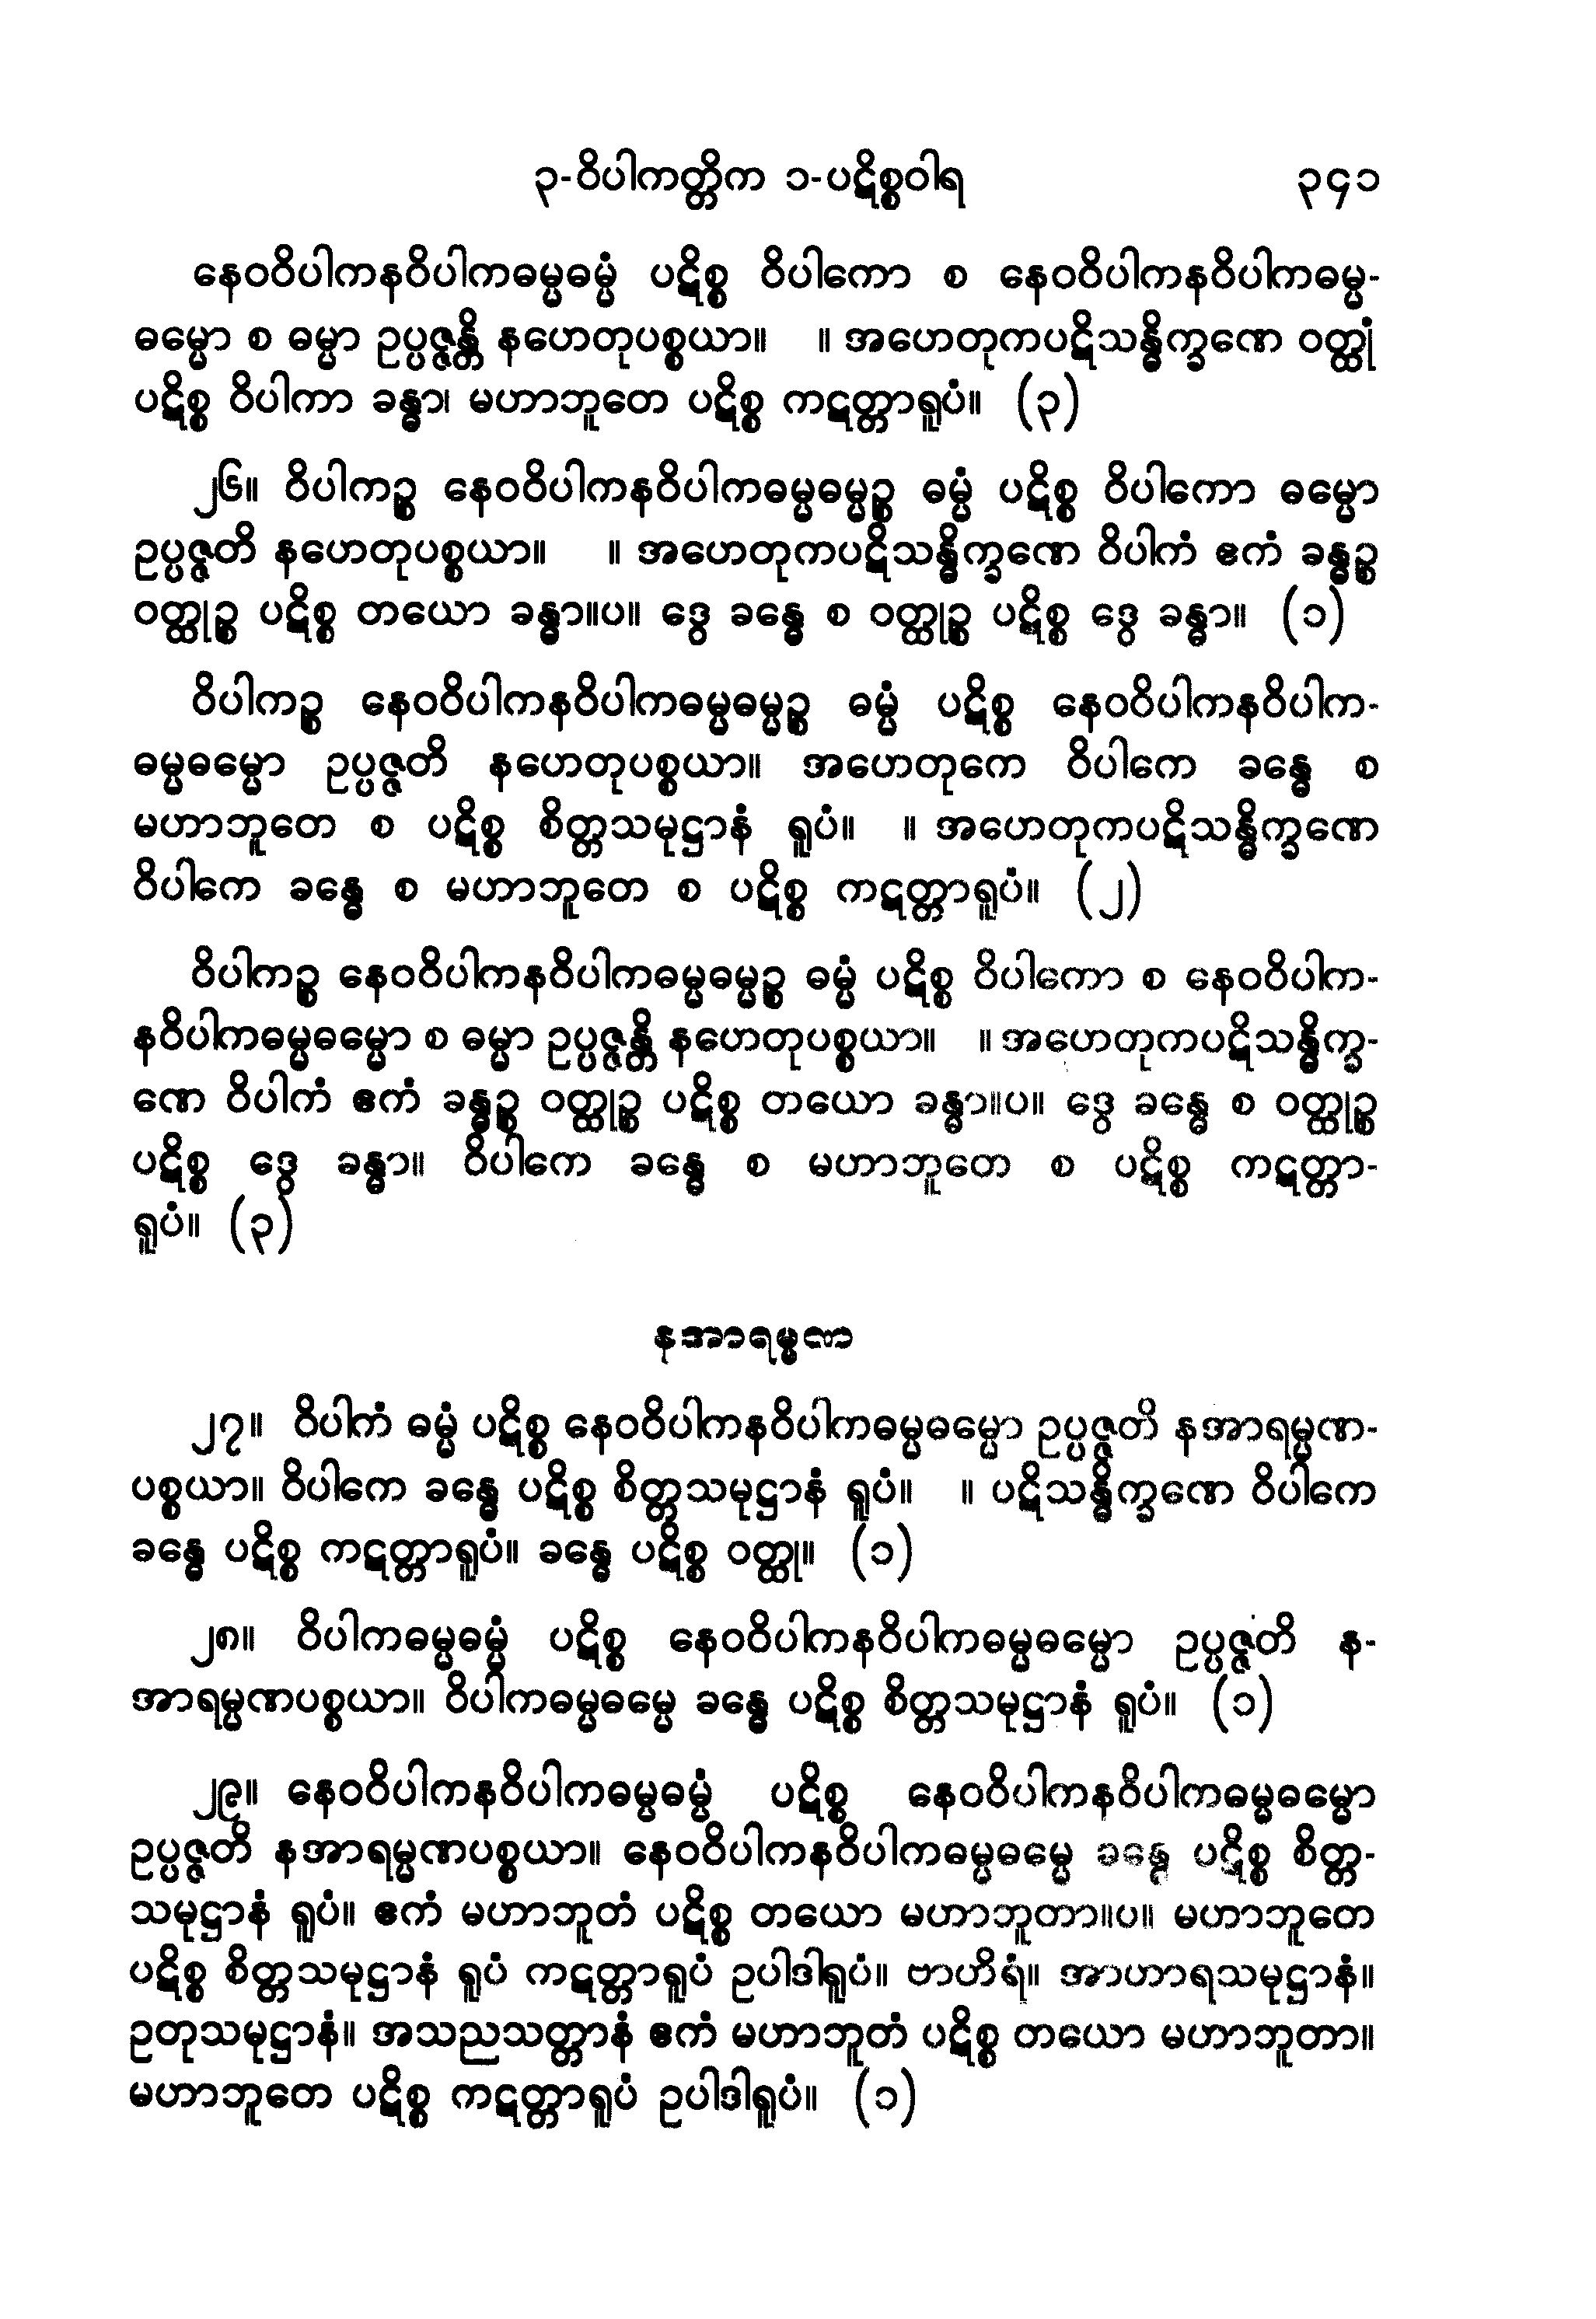 ၃-ဝိပါကတ္တိက ၁-ပဋိစ္စဝါရ ၃၄၁
နေဝဝိပါကနဝိပါကဓမ္မဓမ္မံ ပဋိစ္စ ဝိပါကော စ နေဝဝိပါကနဝိပါကဓမ္မ-
ဓမ္မော စ ဓမ္မာ ဥပ္ပဇ္ဇန္တိ နဟေတုပစ္စယာ။ ။ အဟေတုကပဋိသန္ဓိက္ခဏေ ဝတ္ထုံ
ပဋိစ္စ ဝိပါကာ ခန္ဓာ၊ မဟာဘူတေ ပဋိစ္စ ကဋတ္တာရူပံ။ (၃)
၂၆။ ဝိပါကဉ္စ နေဝဝိပါကနဝိပါကဓမ္မဓမ္မဉ္စ ဓမ္မံ ပဋိစ္စ ဝိပါကော ဓမ္မော
ဥပ္ပဇ္ဇတိ နဟေတုပစ္စယာ။ ။ အဟေတုကပဋိသန္ဓိက္ခဏေ ဝိပါကံ ဧကံ ခန္ဓဉ္စ
ဝတ္ထုဉ္စ ပဋိစ္စ တယော ခန္ဓာ။ပ။ ဒွေ ခန္ဓေ စ ဝတ္ထုဉ္စ ပဋိစ္စ ဒွေ ခန္ဓာ။ (၁)
ဝိပါကဉ္စ နေဝဝိပါကနဝိပါကဓမ္မဓမ္မဉ္စ ဓမ္မံ ပဋိစ္စ နေဝဝိပါကနဝိပါက-
ဓမ္မဓမ္မော ဥပ္ပဇ္ဇတိ နဟေတုပစ္စယာ။ အဟေတုကေ ဝိပါကေ ခန္ဓေ စ
မဟာဘူတေ စ ပဋိစ္စ စိတ္တသမုဋ္ဌာနံ ရူပံ။ ။ အဟေတုကပဋိသန္ဓိက္ခဏေ
ဝိပါကေ ခန္ဓေ စ မဟာဘူတေ စ ပဋိစ္စ ကဋတ္တာရူပံ။ (၂)
ဝိပါကဉ္စ နေဝဝိပါကနဝိပါကဓမ္မဓမ္မဉ္စ ဓမ္မံ ပဋိစ္စ ဝိပါကော စ နေဝဝိပါက-
နဝိပါကဓမ္မဓမ္မော စ ဓမ္မာ ဥပ္ပဇ္ဇန္တိ နဟေတုပစ္စယာ။ ။ အဟေတုကပဋိသန္ဓိက္ခ-
ဏေ ဝိပါကံ ဧကံ ခန္ဓဉ္စ ဝတ္ထုဉ္စ ပဋိစ္စ တယော ခန္ဓာ။ပ။ ဒွေ ခန္ဓေ စ ဝတ္ထုဉ္စ
ပဋိစ္စ ဒွေ ခန္ဓာ။ ဝိပါကေ ခန္ဓေ စ မဟာဘူတေ စ ပဋိစ္စ ကဋတ္တာ-
ရူပံ။ (၃)
နအာရမ္မဏ
၂၇။ ဝိပါကံ ဓမ္မံ ပဋိစ္စ နေဝဝိပါကနဝိပါကဓမ္မဓမ္မော ဥပ္ပဇ္ဇတိ နအာရမ္မဏ-
ပစ္စယာ။ ဝိပါကေ ခန္ဓေ ပဋိစ္စ စိတ္တသမုဋ္ဌာနံ ရူပံ။ ။ ပဋိသန္ဓိက္ခဏေ ဝိပါကေ
ခန္ဓေ ပဋိစ္စ ကဋတ္တာရူပံ။ ခန္ဓေ ပဋိစ္စ ဝတ္ထု။ (၁)
၂၈။ ဝိပါကဓမ္မဓမ္မံ ပဋိစ္စ နေဝဝိပါကနဝိပါကဓမ္မဓမ္မော ဥပ္ပဇ္ဇတိ န-
အာရမ္မဏပစ္စယာ။ ဝိပါကဓမ္မဓမ္မေ ခန္ဓေ ပဋိစ္စ စိတ္တသမုဋ္ဌာနံ ရူပံ။ (၁)
၂၉။ နေဝဝိပါကနဝိပါကဓမ္မဓမ္မံ ပဋိစ္စ နေဝဝိပါကနဝိပါကဓမ္မဓမ္မော
ဥပ္ပဇ္ဇတိ နအာရမ္မဏပစ္စယာ။ နေဝဝိပါကနဝိပါကဓမ္မဓမ္မေ ခန္ဓေ ပဋိစ္စ စိတ္တ-
သမုဋ္ဌာနံ ရူပံ။ ဧကံ မဟာဘူတံ ပဋိစ္စ တယော မဟာဘူတာ။ပ။ မဟာဘူတေ
ပဋိစ္စ စိတ္တသမုဋ္ဌာနံ ရူပံ ကဋတ္တာရူပံ ဥပါဒါရူပံ။ ဗာဟိရံ။ အာဟာရသမုဋ္ဌာနံ။
ဥတုသမုဋ္ဌာနံ။ အသညသတ္တာနံ ဧကံ မဟာဘူတံ ပဋိစ္စ တယော မဟာဘူတာ။
မဟာဘူတေ ပဋိစ္စ ကဋတ္တာရူပံ ဥပါဒါရူပံ။ (၁)